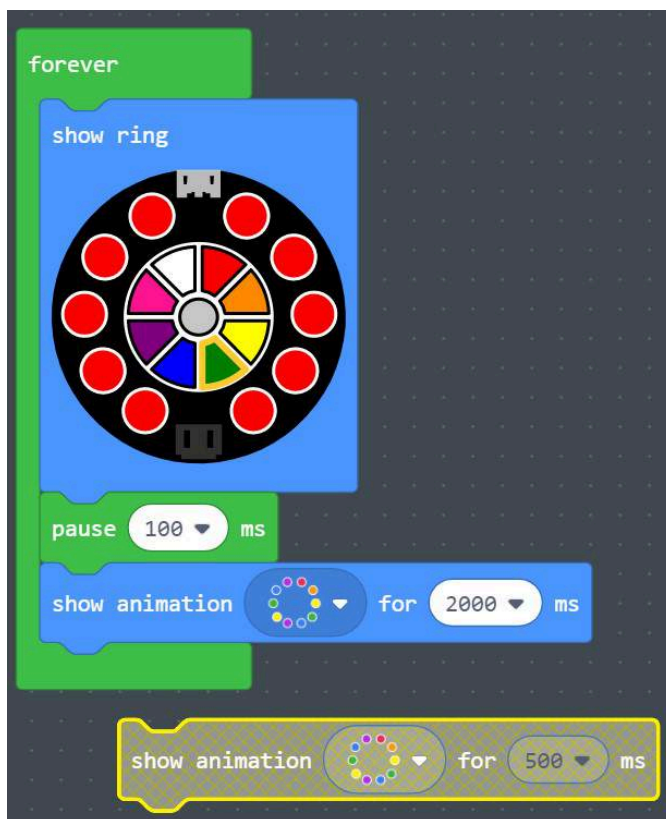 forever
show ring
pause 100 ms
show animation for 2000 ms
show animation for 500 ms